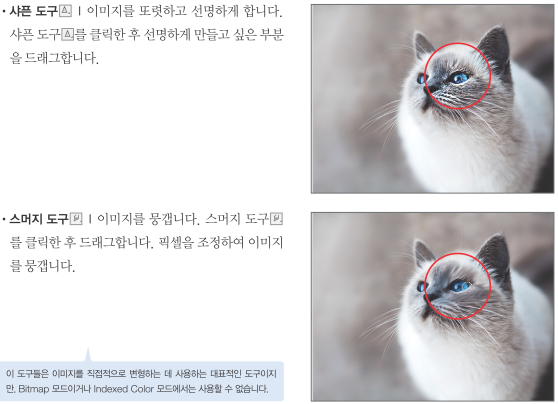 • 샤픈 도구 | 이미지를 또렷하고 선명하게 합니다.
샤픈 도구를 클릭한 후 선명하게 만들고 싶은 부분
을 드래그합니다.
• 스머지 도구 | 이미지를 뭉갭니다. 스머지 도구
를 클릭한 후 드래그합니다. 픽셀을 조정하여 이미지
를 뭉갭니다.
이 도구들은 이미지를 직접적으로 변형하는 데 사용하는 대표적인 도구이지
만, Bitmap 모드이거나 Indexed Color 모드에서는 사용할 수 없습니다.